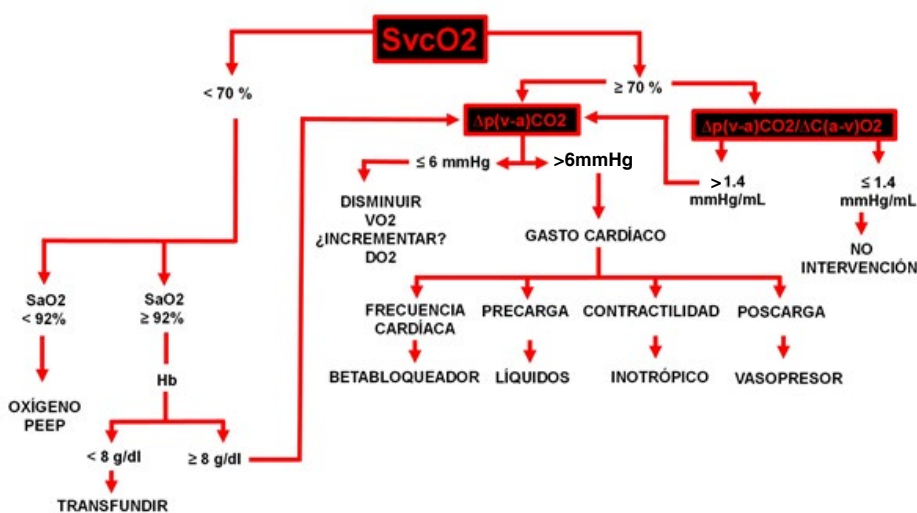 SvcO2
< 70 %
≥ 70 %
Δp(v-a)CO2
Δp(v-a)CO2/ΔC(a-v)O2
≤ 6 mmHg
>6mmHg
>1.4
mmHg/mL
≤ 1.4
mmHg/mL
DISMINUIR
VO2
¿INCREMENTAR?
DO2
GASTO CARDÍACO
NO
INTERVENCIÓN
SaO2
< 92%
SaO2
≥ 92%
FRECUENCIA
CARDÍACA
PRECARGA
CONTRACTILIDAD
POSCARGA
BETABLOQUEADOR
LÍQUIDOS
INOTRÓPICO
VASOPRESOR
Hb
OXÍGENO
PEEP
< 8 g/dl
≥ 8 g/dl
TRANSFUNDIR